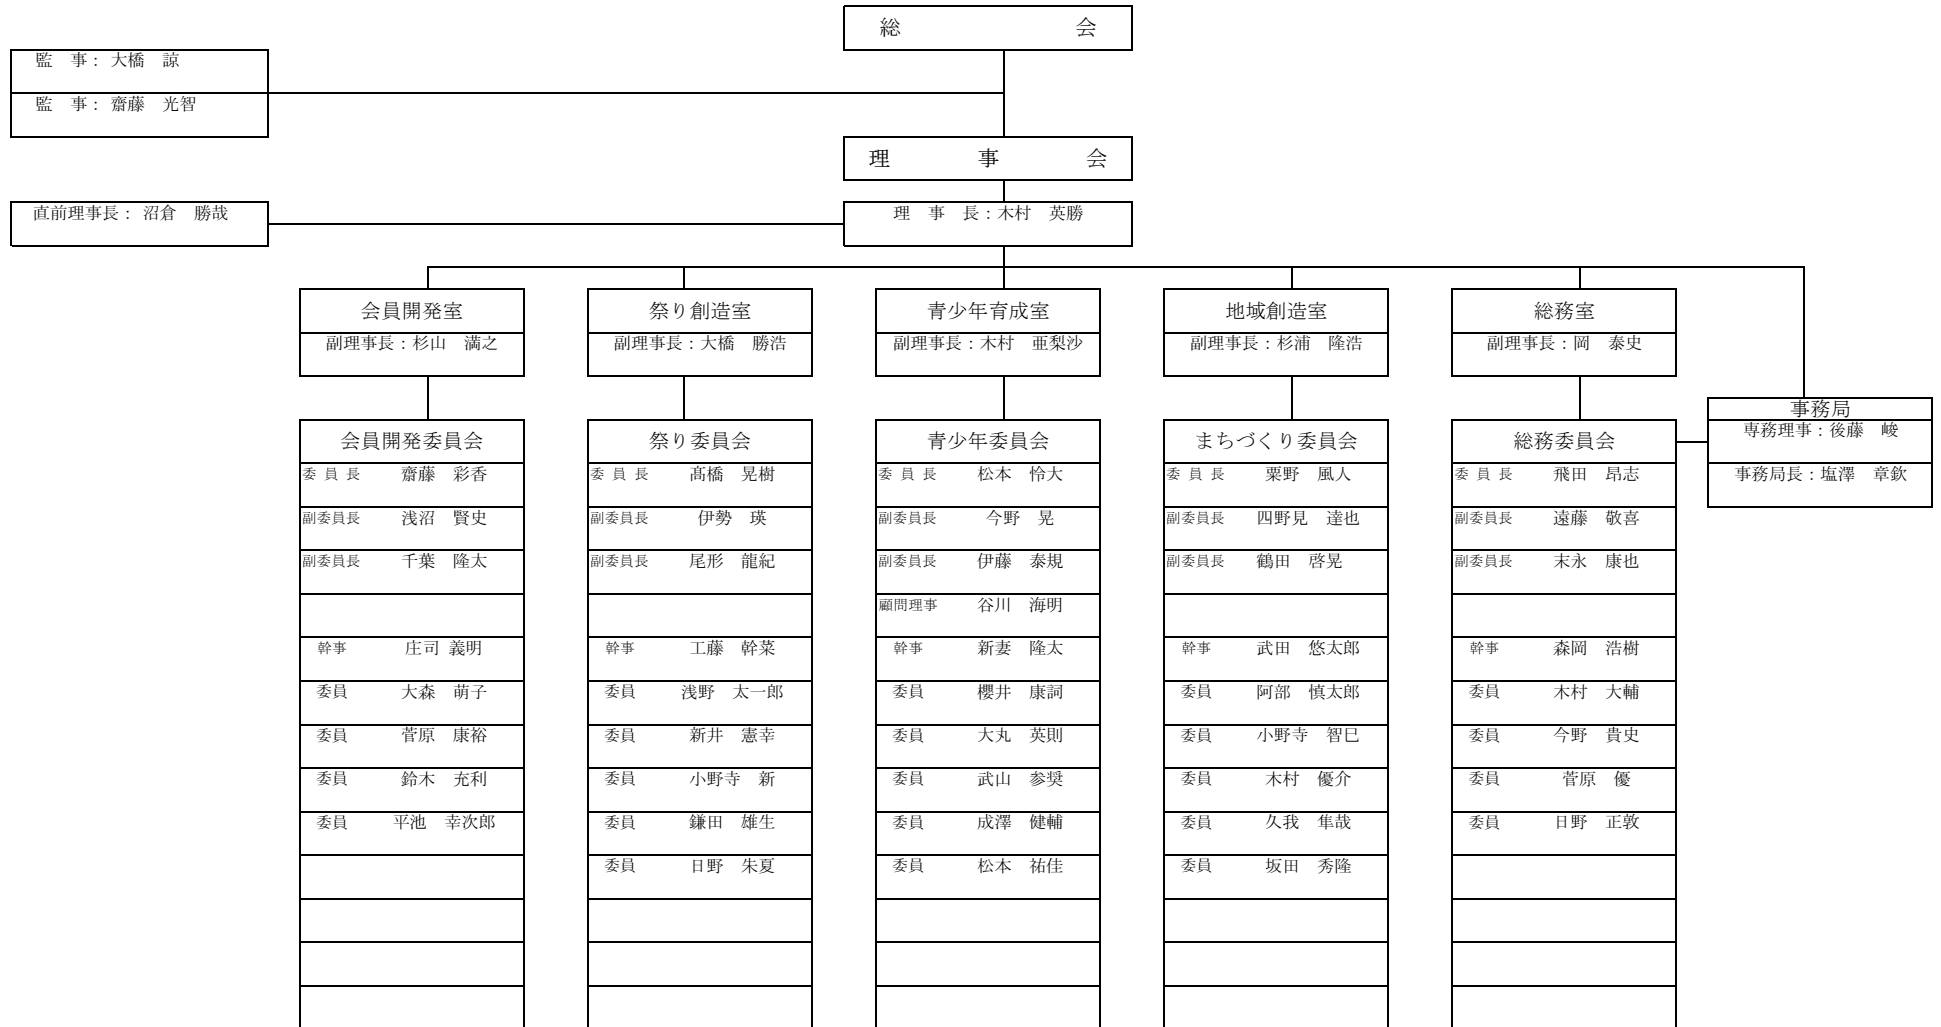 総　会
監　事： 大橋　諒
監　事： 齋藤　光智
理　事　会
直前理事長： 沼倉　勝哉
理　事　長：木村　英勝
会員開発室
副理事長：杉山　満之
祭り創造室
副理事長：大橋　勝浩
青少年育成室
副理事長：木村　亜梨沙
地域創造室
副理事長：杉浦　隆浩
総務室
副理事長：岡　泰史
事務局
専務理事：後藤　峻
事務局長：塩澤　章欽
会員開発委員会
委 員 長　齋藤　彩香
副委員長　浅沼　賢史
副委員長　千葉　隆太
幹事　庄司 義明
委員　大森　萌子
委員　菅原　康裕
委員　鈴木　充利
委員　平池　幸次郎
祭り委員会
委 員 長　髙橋　晃樹
副委員長　伊勢　瑛
副委員長　尾形　龍紀
幹事　工藤　幹菜
委員　浅野　太一郎
委員　新井　憲幸
委員　小野寺　新
委員　鎌田　雄生
委員　日野　朱夏
青少年委員会
委 員 長　松本　怜大
副委員長　今野　晃
副委員長　伊藤　泰規
顧問理事　谷川　海明
幹事　新妻　隆太
委員　櫻井　康詞
委員　大丸　英則
委員　武山　参奨
委員　成澤　健輔
委員　松本　祐佳
まちづくり委員会
委 員 長　粟野　風人
副委員長　四野見　達也
副委員長　鶴田　啓晃
幹事　武田　悠太郎
委員　阿部　慎太郎
委員　小野寺　智巳
委員　木村　優介
委員　久我　隼哉
委員　坂田　秀隆
総務委員会
委 員 長　飛田　昂志
副委員長　遠藤　敬喜
副委員長　末永　康也
幹事　森岡　浩樹
委員　木村　大輔
委員　今野　貴史
委員　菅原　優
委員　日野　正敦